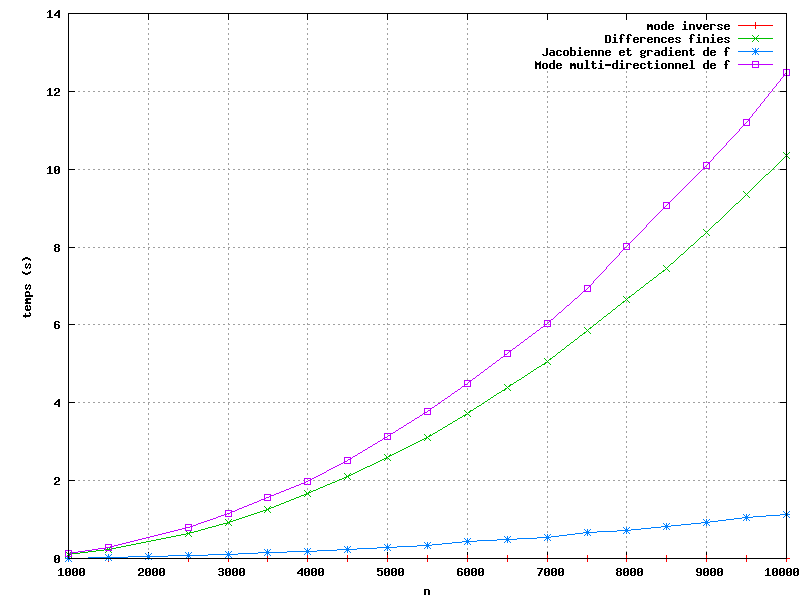 14
12
10
8
6
4
2
0
temps (s)
mode inverse
Differences finies
Jacobienne et gradient de f
Mode multi-directionnel de f
1000 2000 3000 4000 5000 6000 7000 8000 9000 10000
n